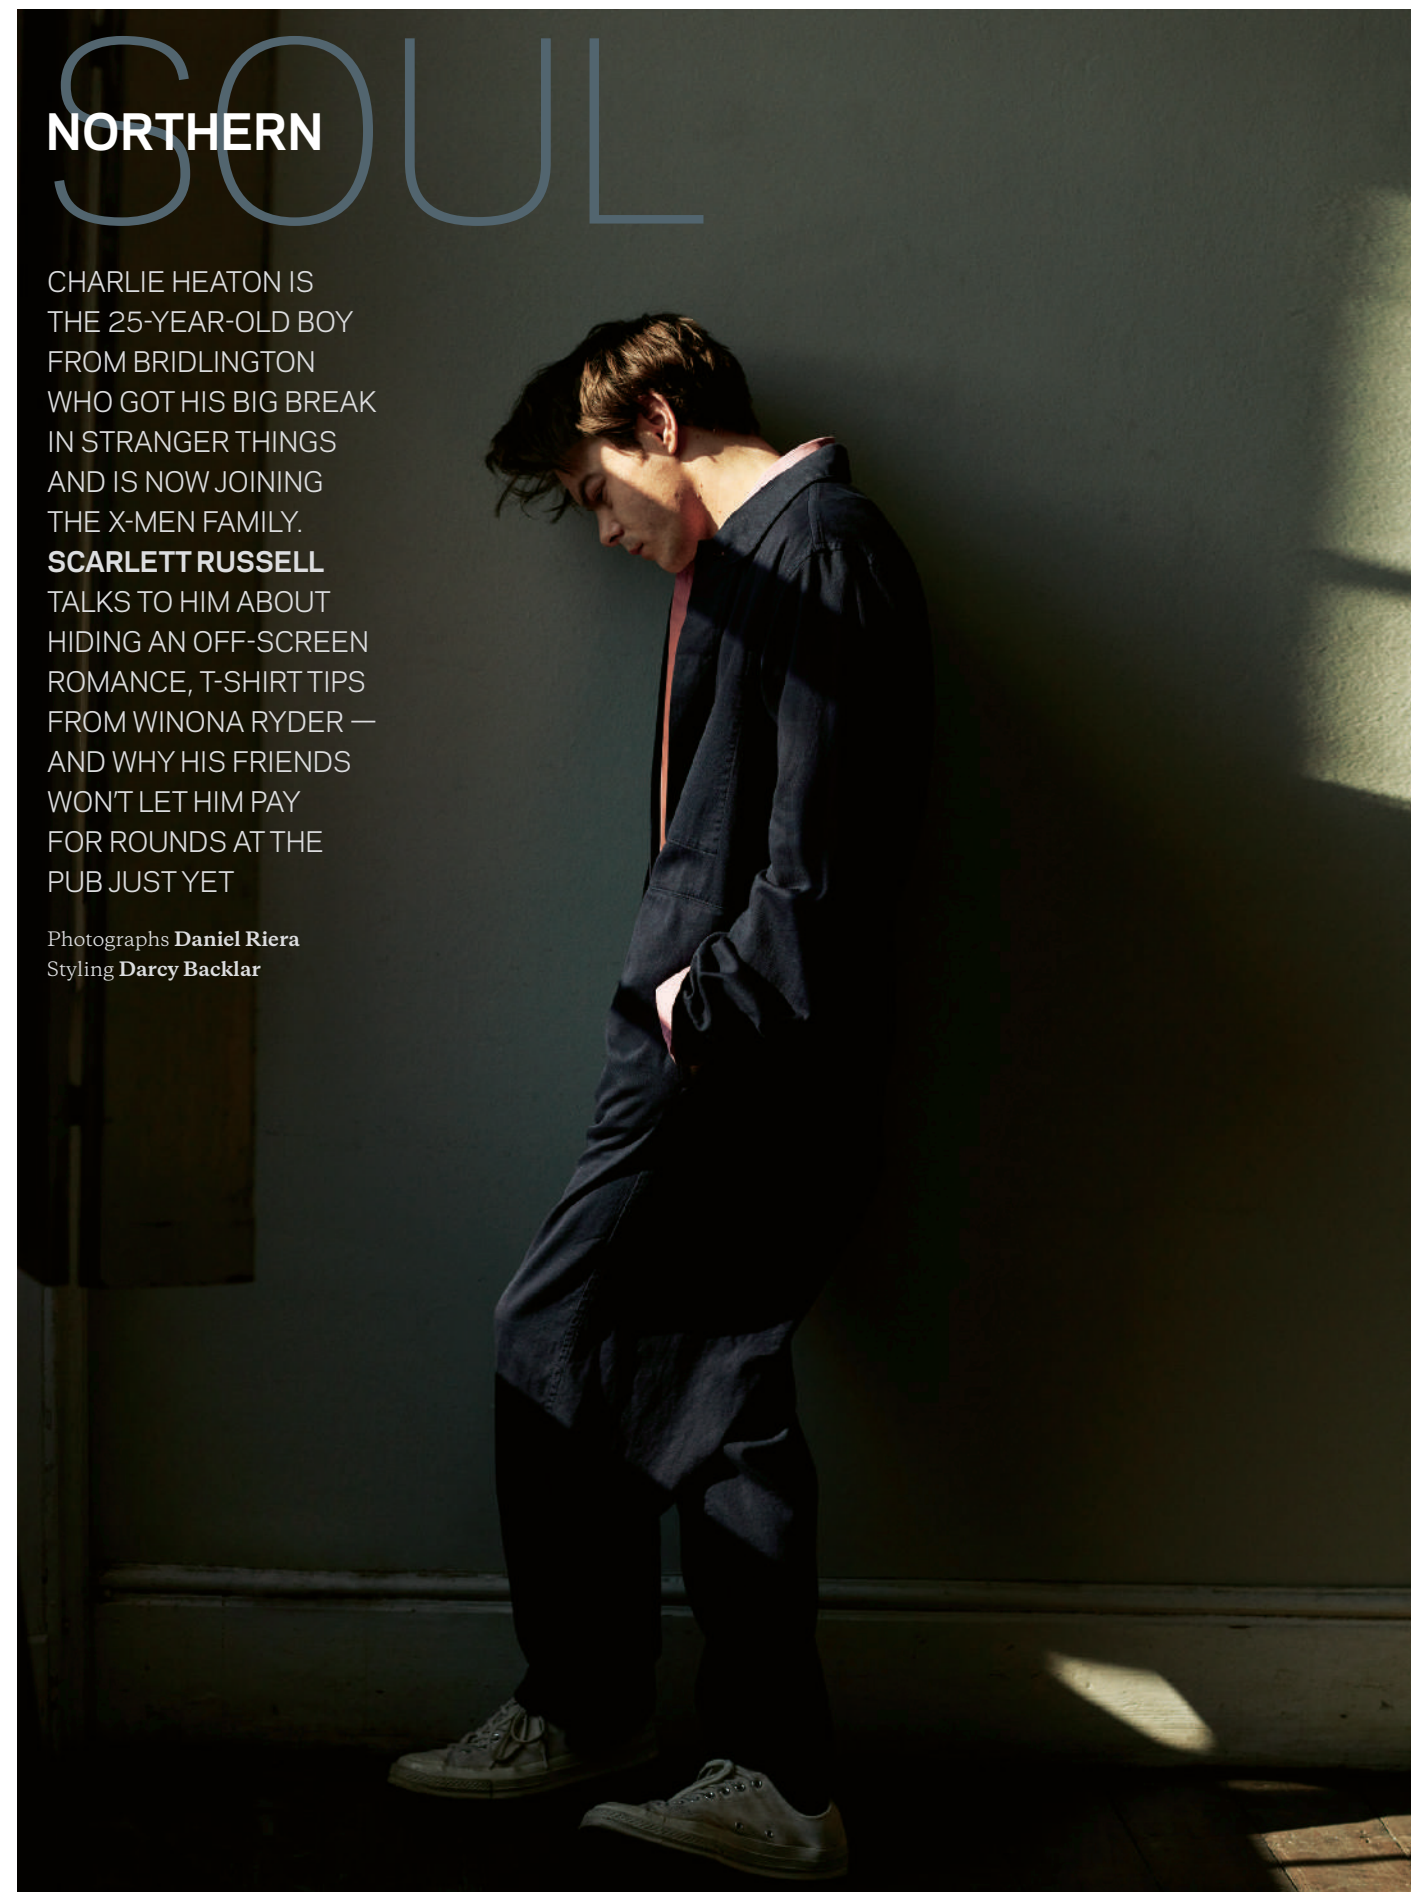 NORTHERN
SOUL
CHARLIE HEATON IS
THE 25-YEAR-OLD BOY
FROM BRIDLINGTON
WHO GOT HIS BIG BREAK
IN STRANGER THINGS
AND IS NOW JOINING
THE X-MEN FAMILY.
SCARLETT RUSSELL
TALKS TO HIM ABOUT
HIDING AN OFF-SCREEN
ROMANCE, T-SHIRT TIPS
FROM WINONA RYDER —
AND WHY HIS FRIENDS
WON'T LET HIM PAY
FOR ROUNDS AT THE
PUB JUST YET
Photographs Daniel Riera
Styling Darcy Backlar